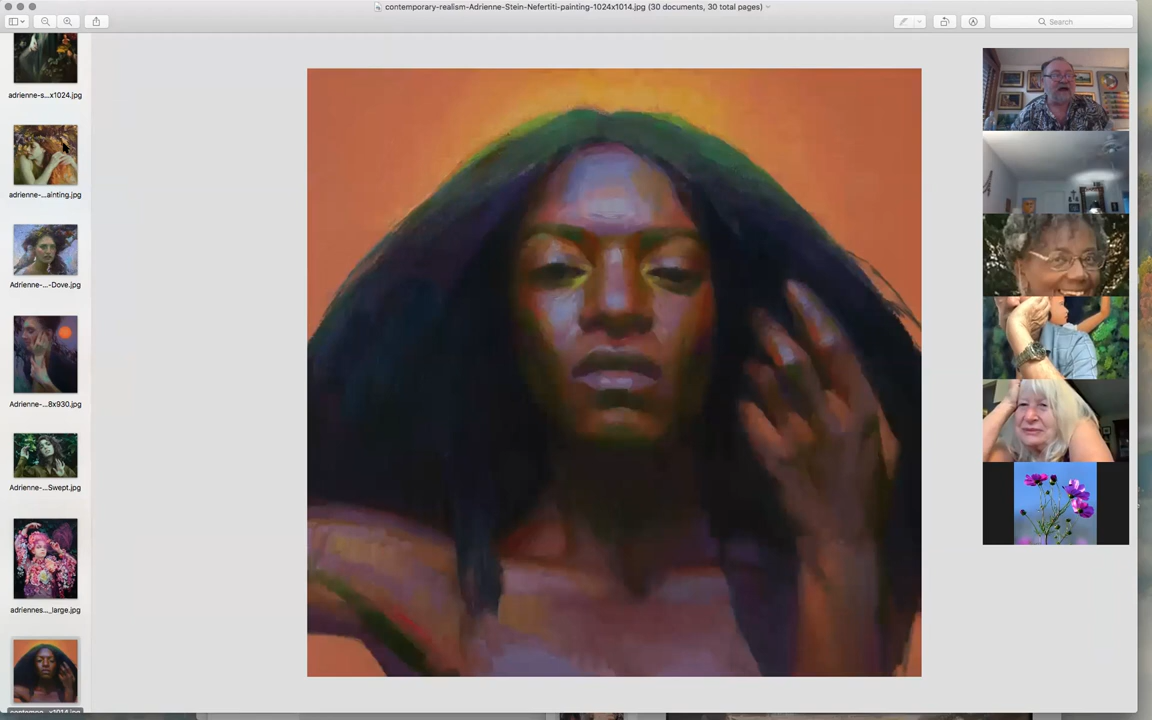 contemporary-realism-Adrienne-Stein-Nefertiti-painting-1024x1014.jpg (30 documents, 30 total pages)
Search
adrienne-s...x1024.jpg
adrienne-...ainting.jpg
Adrienne-...-Dove.jpg
Adrienne-...8x930.jpg
Adrienne-...Swept.jpg
adriennes..._large.jpg